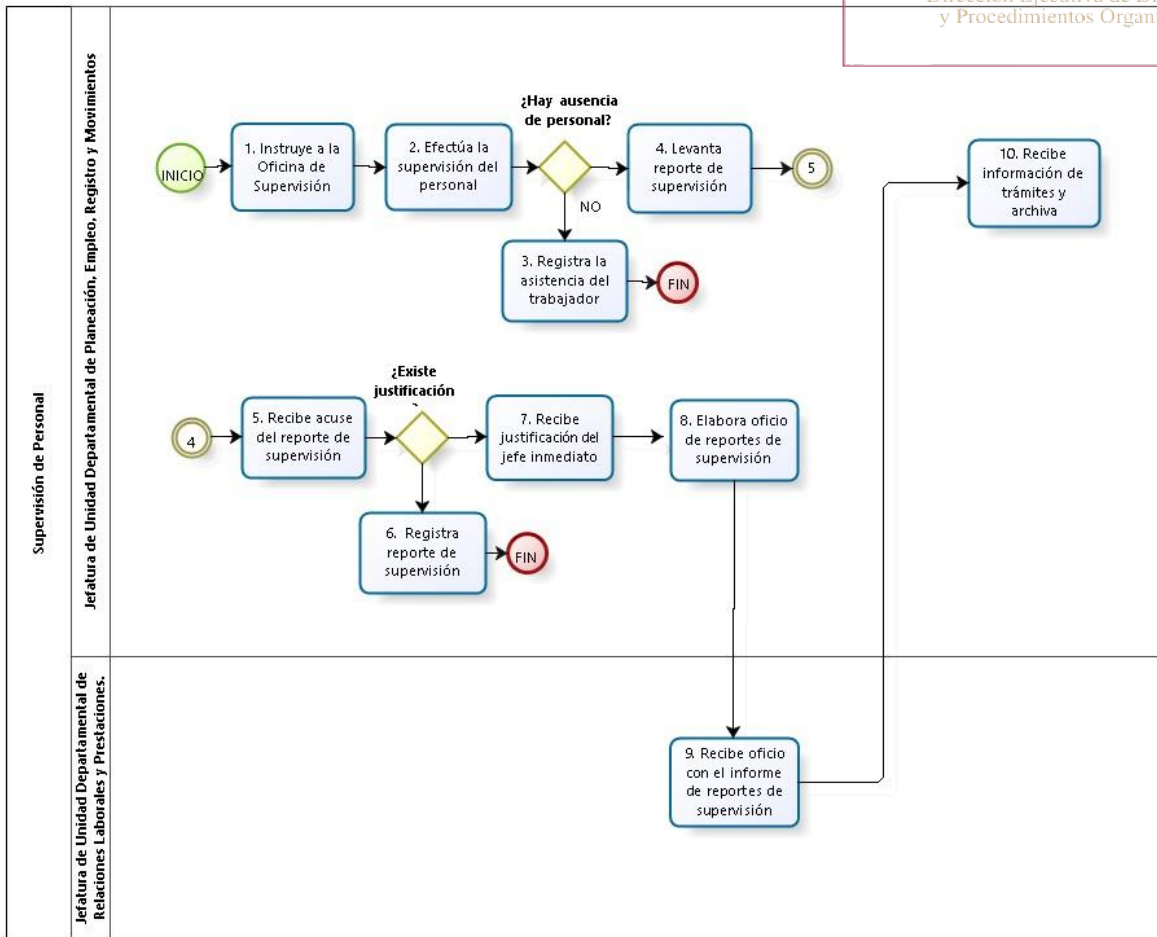 Dirección Ejecutiva de
y Procedimientos
Supervisión de Personal
Jefatura de Unidad Departamental de Planeación, Empleo, Registro y Movimientos
INICIO
1. Instruye a la
Oficina de
Supervisión
2. Efectúa la
supervisión del
personal
¿Hay ausencia
de personal?
NO
3. Registra la
asistencia del
trabajador
FIN
4. Levanta
reporte de
supervisión
5
10. Recibe
información de
trámites y
archiva
4
5. Recibe acuse
del reporte de
supervisión
¿Existe
justificación
6. Registra
reporte de
supervisión
FIN
7. Recibe
justificación del
jefe inmediato
8. Elabora oficio
de reportes de
supervisión
Jefatura de Unidad Departamental de
Relaciones Laborales y Prestaciones.
9. Recibe oficio
con el informe
de reportes de
supervisión